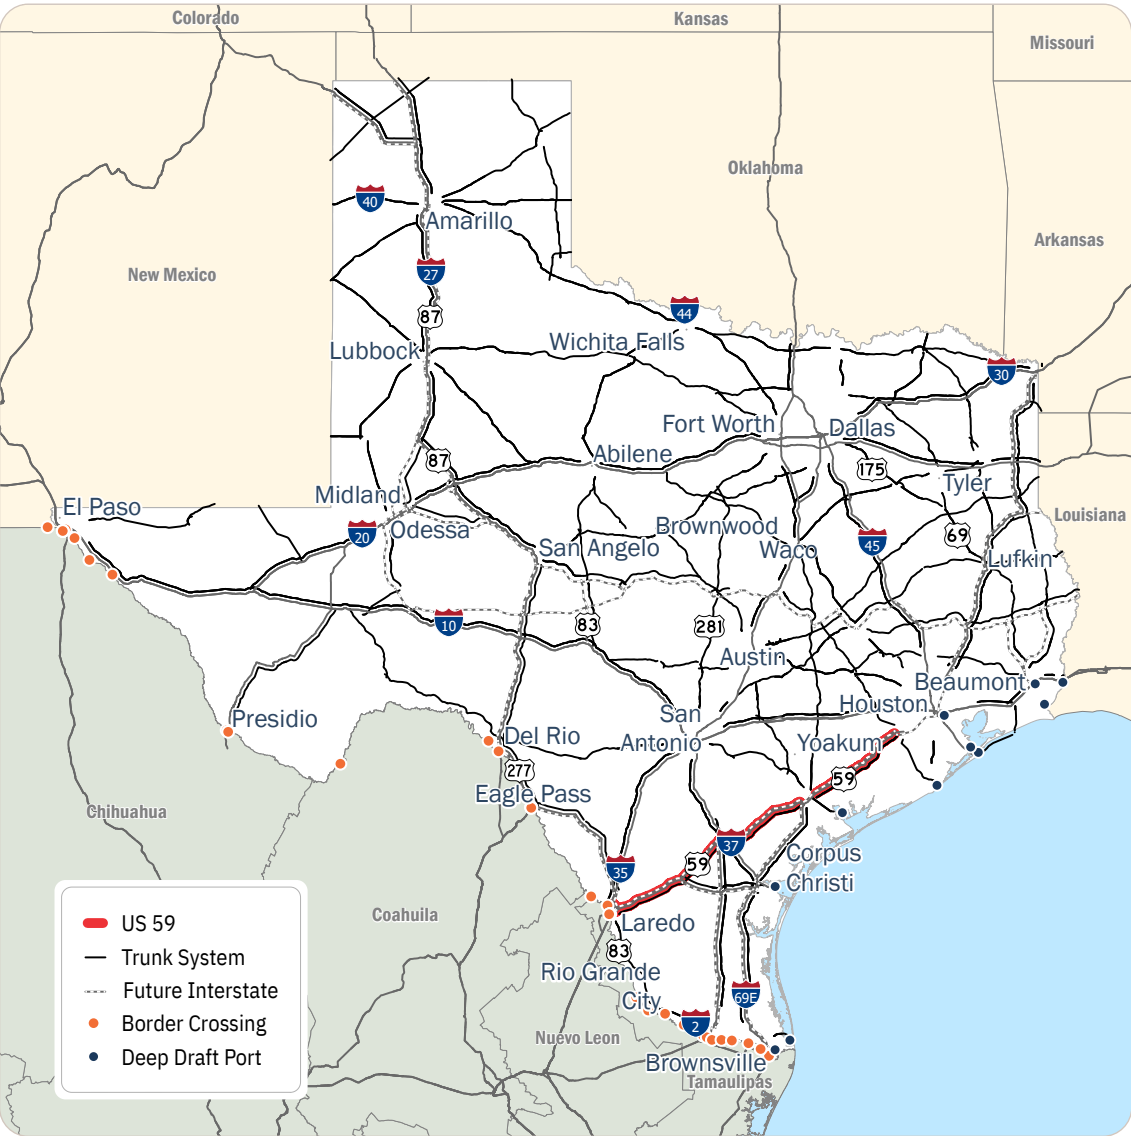 Colorado
Kansas
Missouri
Oklahoma
40
Amarillo
Arkansas
New Mexico
27
87
44
Lubbock
Wichita Falls
30
Fort Worth
Dallas
87
Abilene
175
Midland
Tyler
El Paso
Louisiana
20
Odessa
Brownwood
69
San Angelo
Waco
45
Lufkin
10
83
281
Austin
Beaumont
Presidio
San
Antonio
Houston
Del Rio
Yoakum
277
59
Eagle Pass
Chihuahua
37
Corpus
Christi
59
35
Coahuila
Laredo
83
Rio Grande
City
69E
2
Nuevo Leon
Brownsville
Tamaulipas
US 59
Trunk System
Future Interstate
Border Crossing
Deep Draft Port